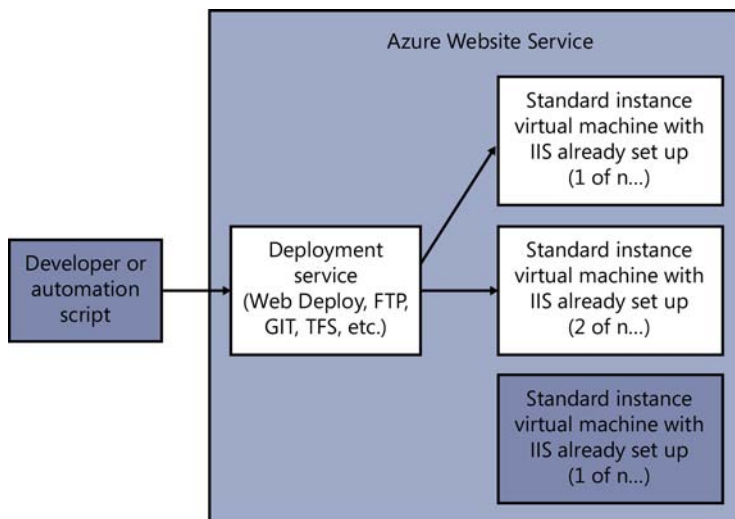 Azure Website Service
Standard instance
virtual machine with
IIS already set up
(1 of n...)
Developer or
automation
script
Deployment
service
(Web Deploy, FTP,
GIT, TFS, etc.)
Standard instance
virtual machine with
IIS already set up
(2 of n...)
Standard instance
virtual machine with
IIS already set up
(1 of n...)